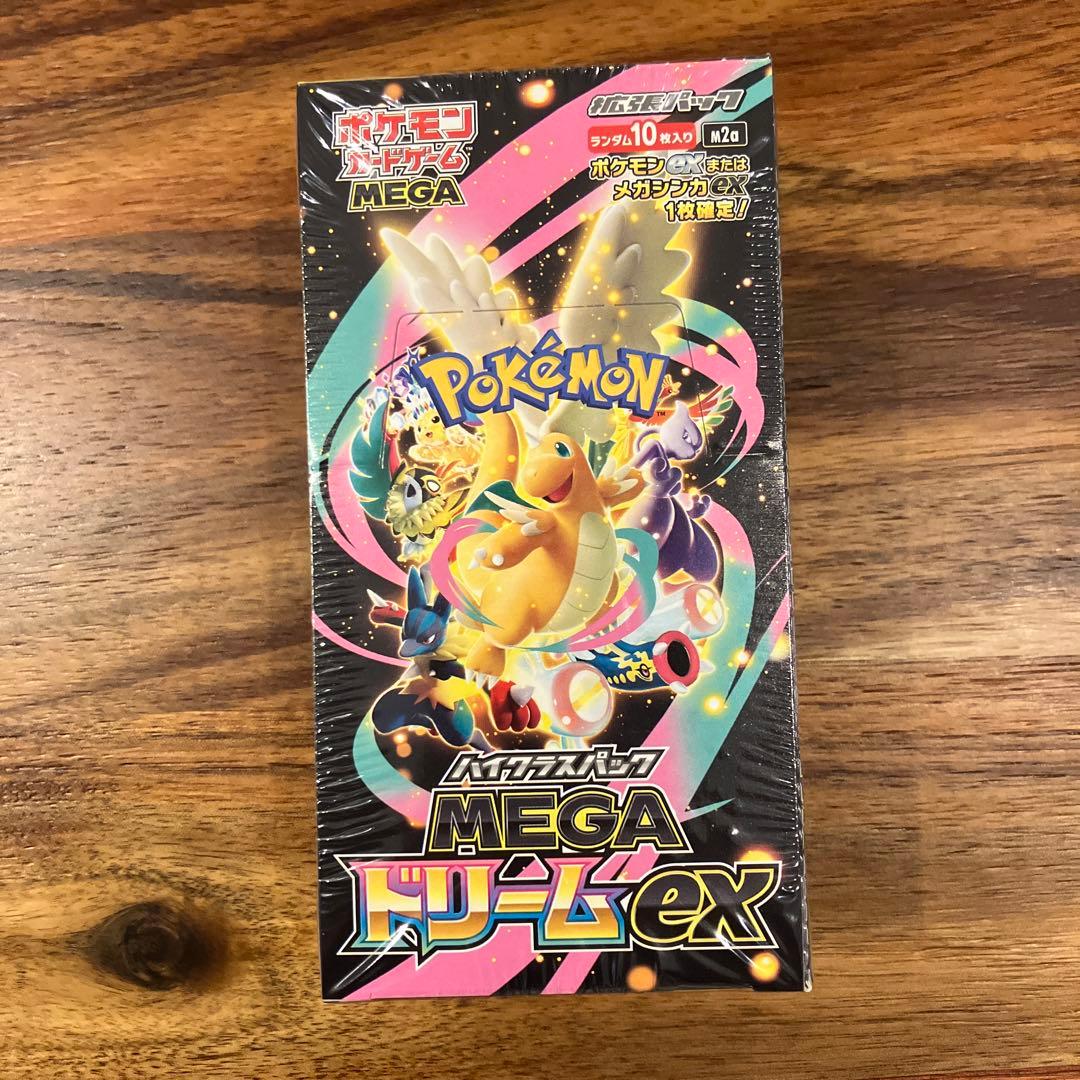 ポケモン
カードゲーム™
MEGA
拡張パック
ランダム10枚入り M2a
ポケモンexまたは
メガシンカex
1枚確定!
POKéMON™
ハイクラスパック
MEGA
ドリームex